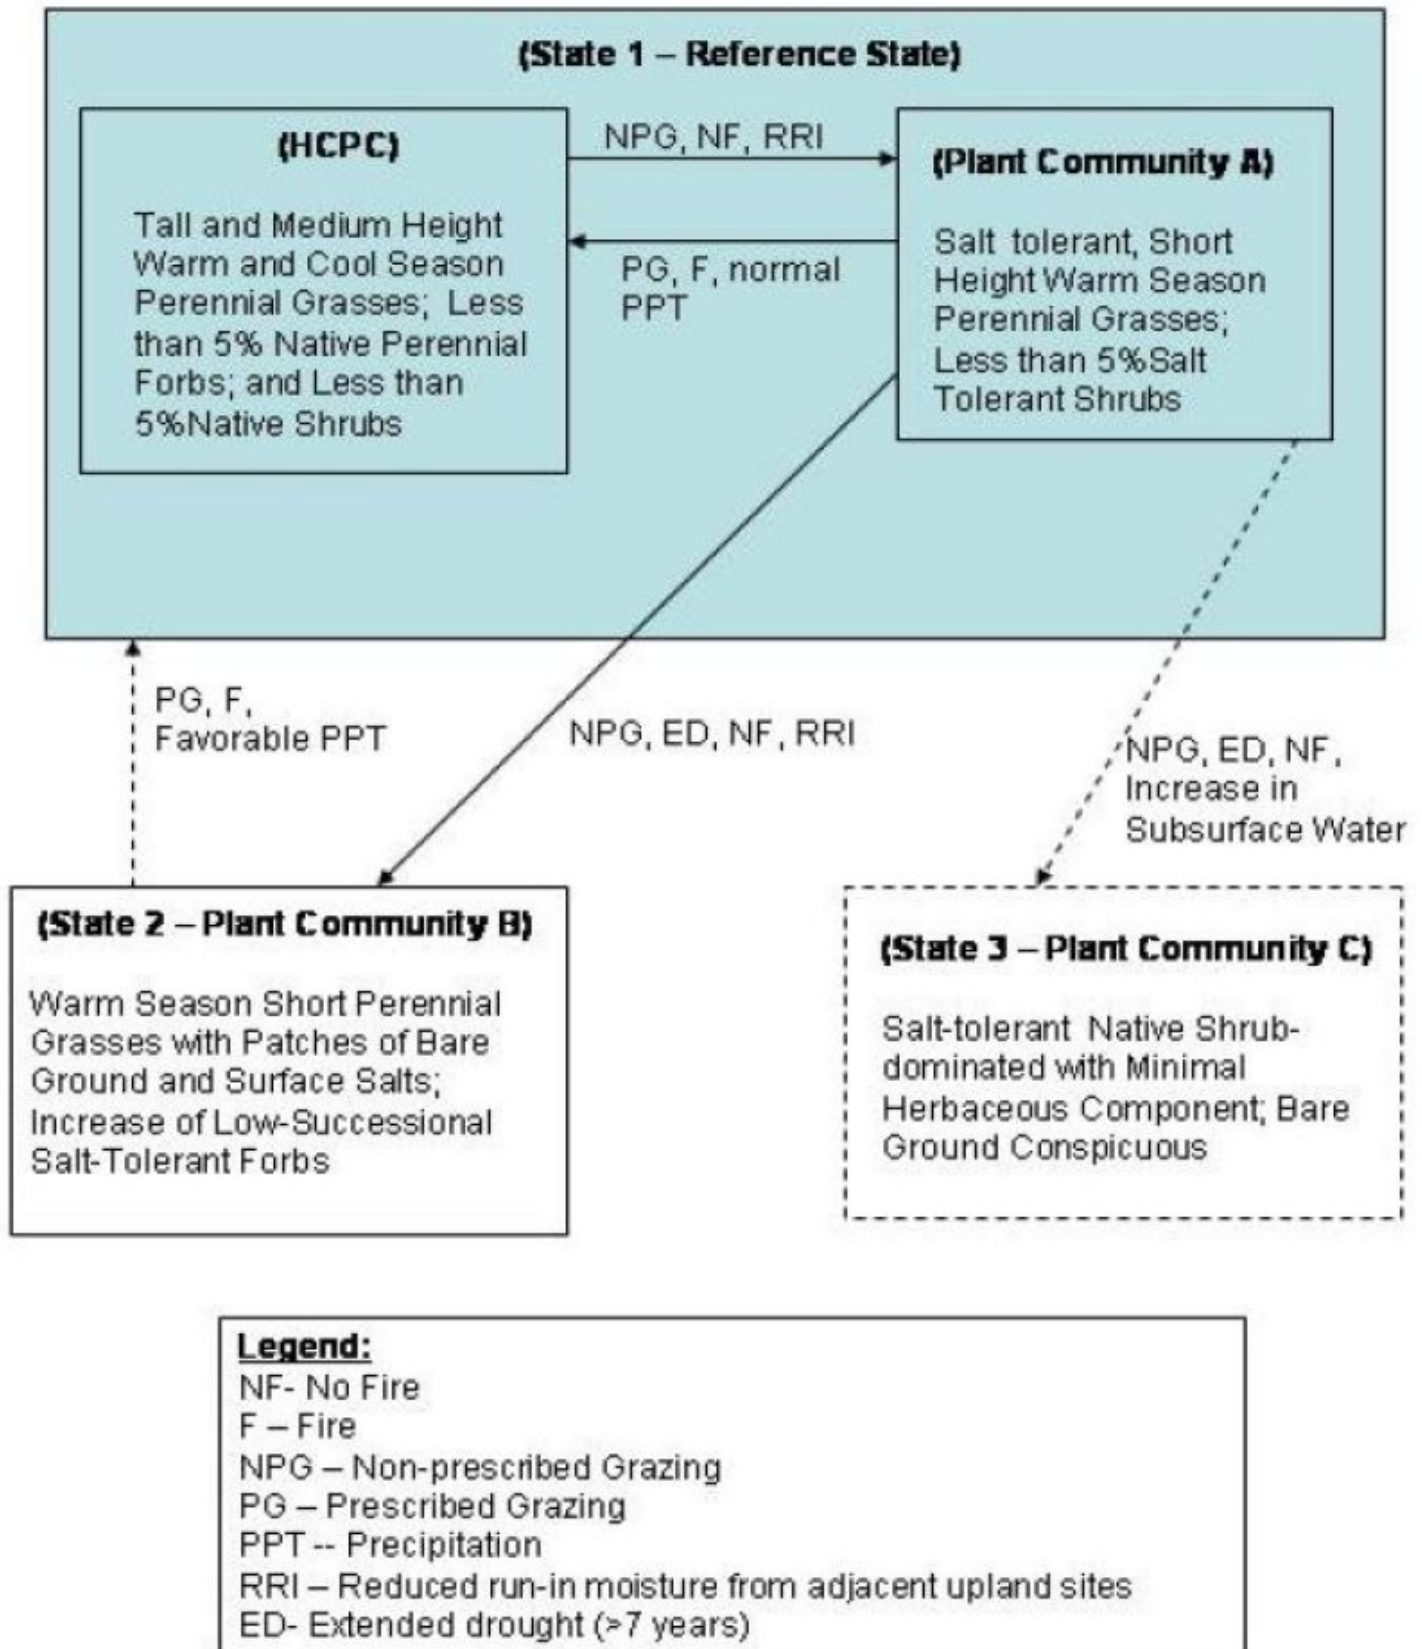 (State 1 – Reference State)
(HCPC)
Tall and Medium Height
Warm and Cool Season
Perennial Grasses; Less
than 5% Native Perennial
Forbs; and Less than
5%Native Shrubs
NPG, NF, RRI
PG, F, normal
PPT
(Plant Community A)
Salt tolerant, Short
Height Warm Season
Perennial Grasses;
Less than 5%Salt
Tolerant Shrubs
PG, F,
Favorable PPT
NPG, ED, NF, RRI
NPG, ED, NF,
Increase in
Subsurface Water
(State 2 – Plant Community B)
Warm Season Short Perennial
Grasses with Patches of Bare
Ground and Surface Salts;
Increase of Low-Successional
Salt-Tolerant Forbs
(State 3 – Plant Community C)
Salt-tolerant Native Shrub-
dominated with Minimal
Herbaceous Component; Bare
Ground Conspicuous
Legend:
NF- No Fire
F – Fire
NPG – Non-prescribed Grazing
PG – Prescribed Grazing
PPT -- Precipitation
RRI – Reduced run-in moisture from adjacent upland sites
ED- Extended drought (>7 years)